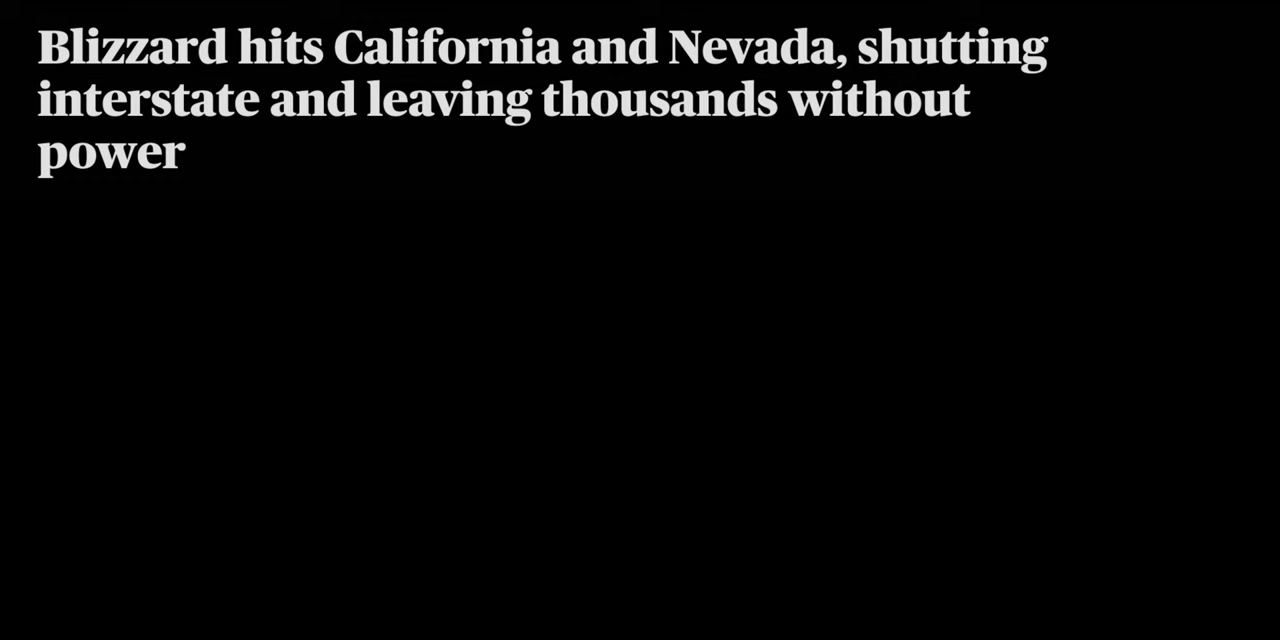 Blizzard hits California and Nevada, shutting
interstate and leaving thousands without
power